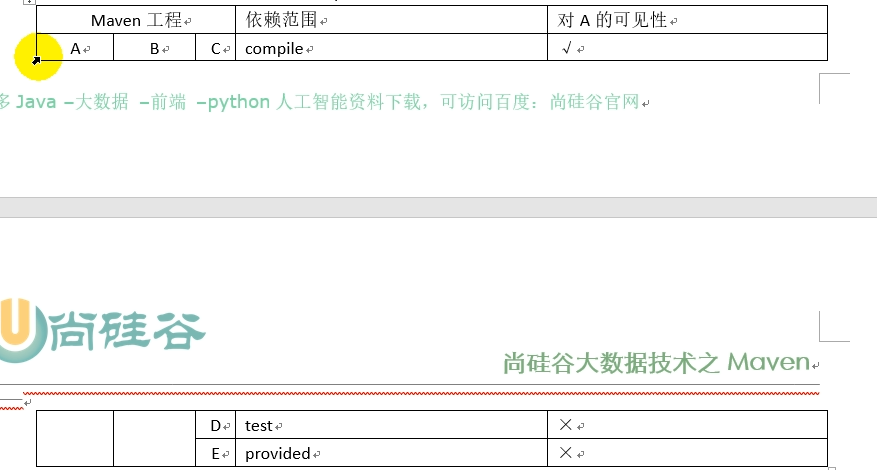 Maven 工程 依赖范围 对 A 的可见性
A B C compile √
多 Java –大数据 –前端 –python 人工智能资料下载，可访问百度：尚硅谷官网
尚硅谷
尚硅谷大数据技术之 Maven
D test ×
E provided ×